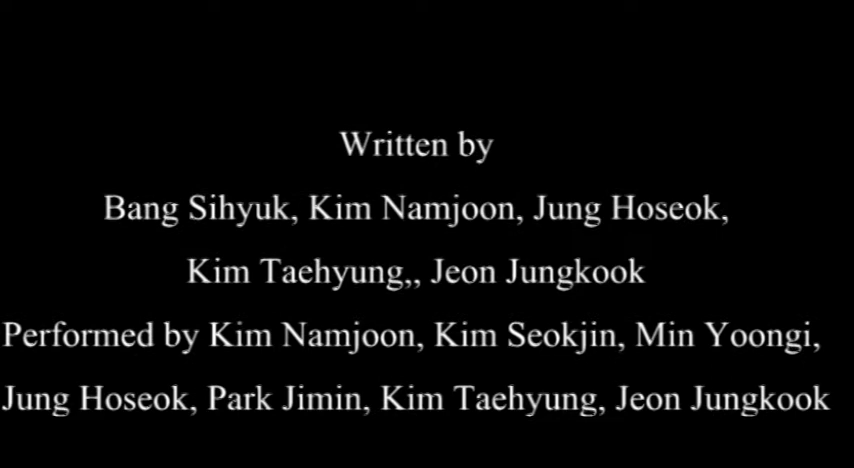 Written by
Bang Sihyuk, Kim Namjoon, Jung Hoseok,
Kim Taehyung,, Jeon Jungkook
Performed by Kim Namjoon, Kim Seokjin, Min Yoongi,
Jung Hoseok, Park Jimin, Kim Taehyung, Jeon Jungkook